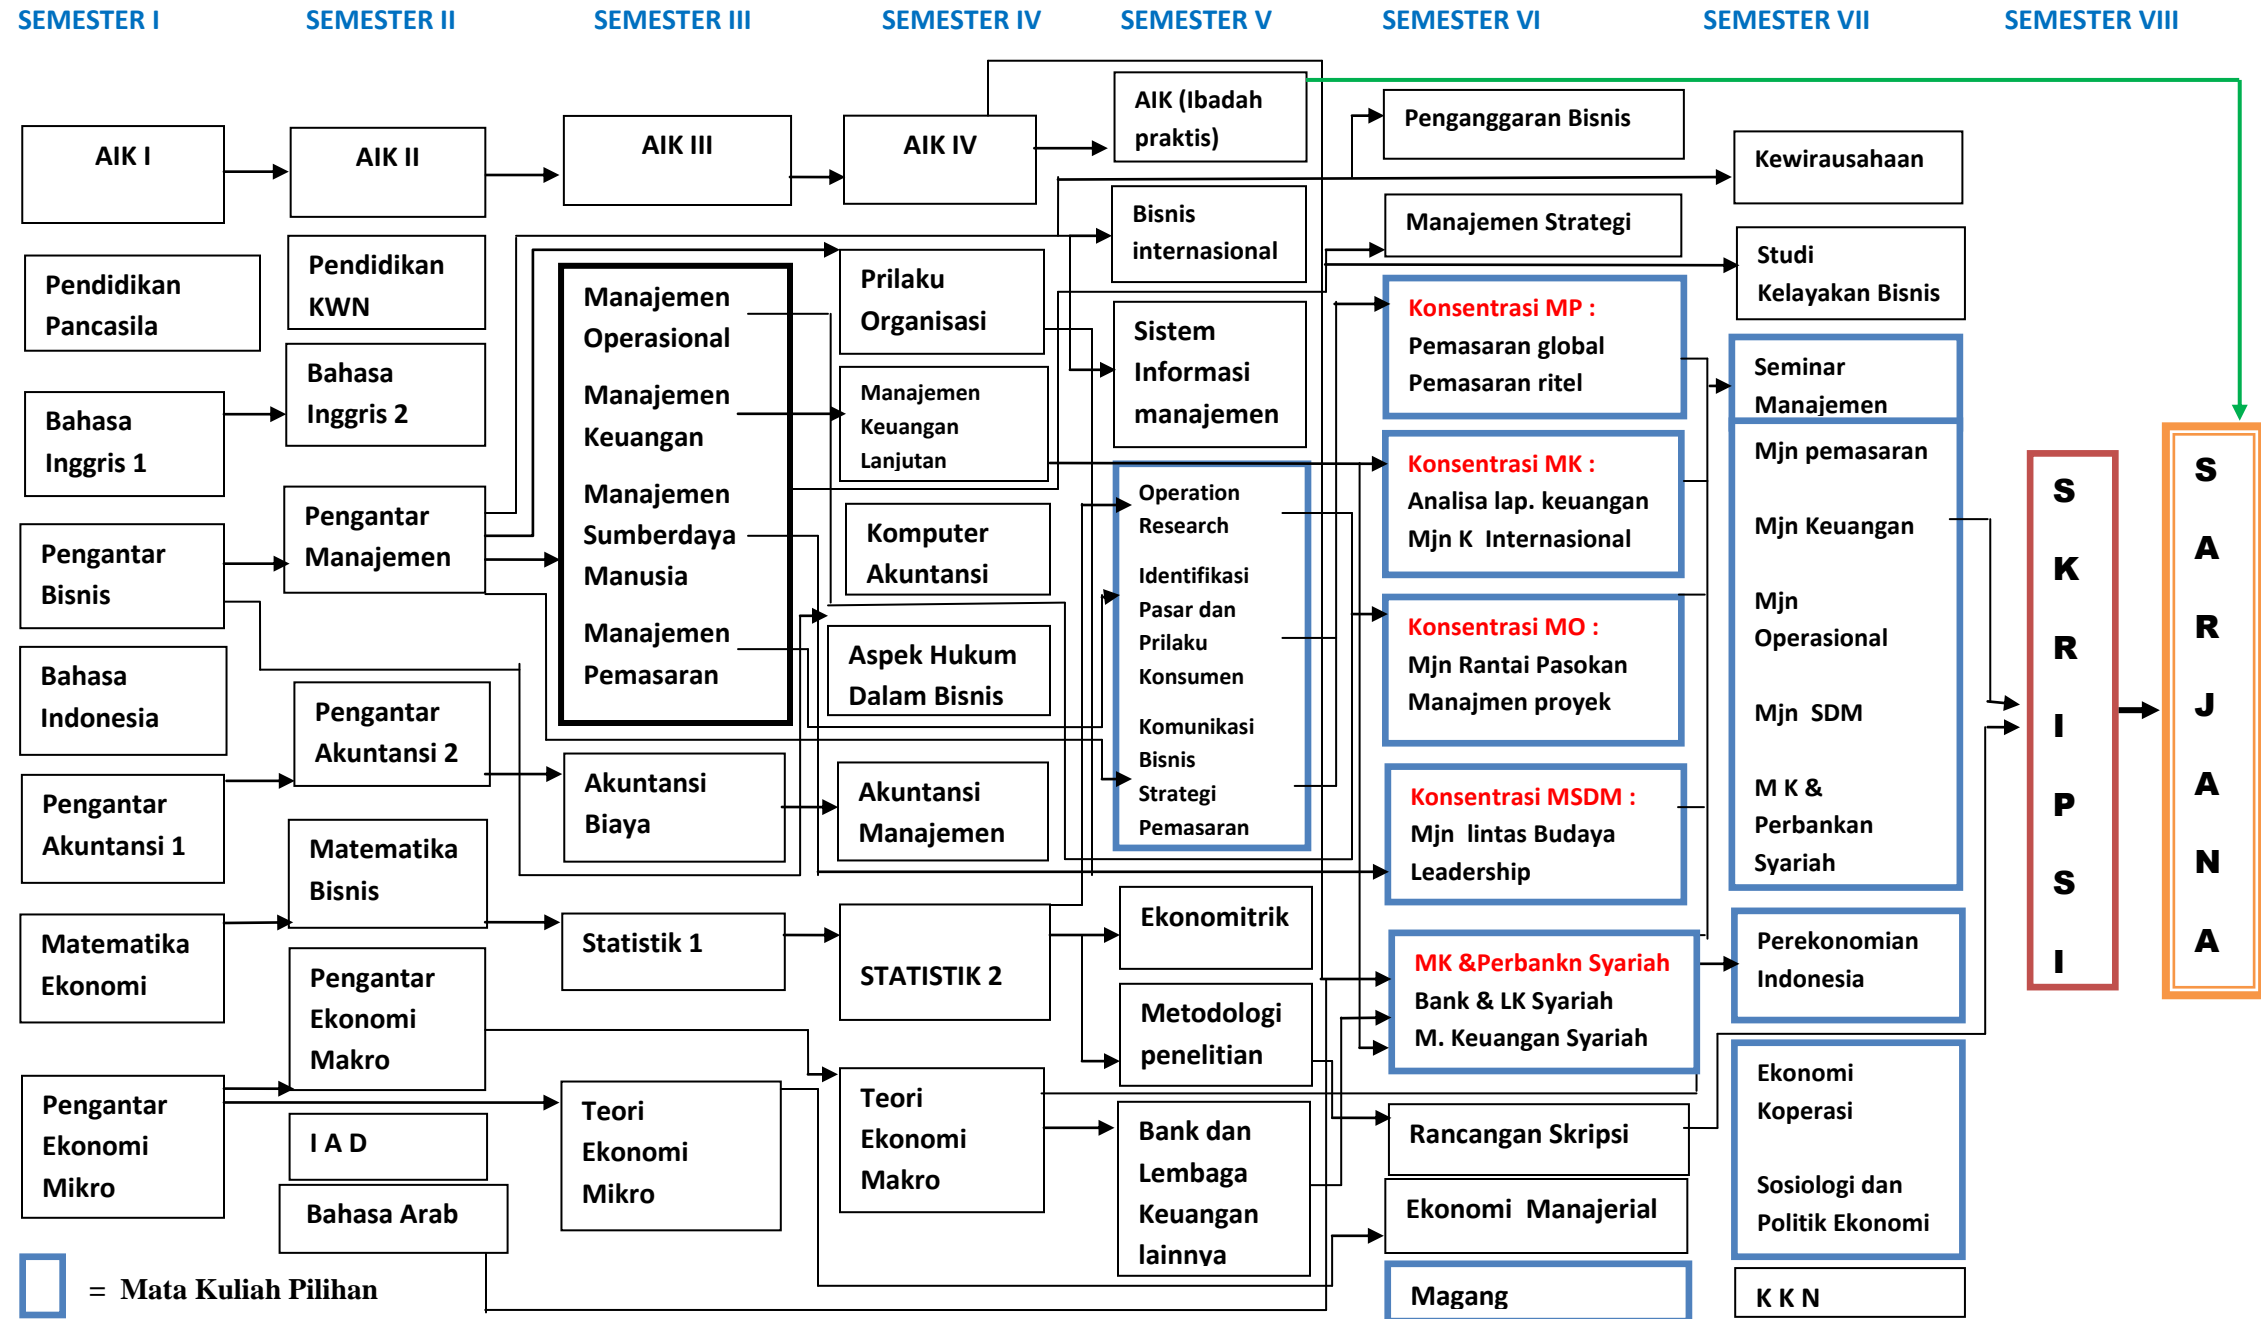 SEMESTER I
SEMESTER II
SEMESTER III
SEMESTER IV
SEMESTER V
SEMESTER VI
SEMESTER VII
SEMESTER VIII
AIK I
Pendidikan
Pancasila
Bahasa
Inggris 1
Pengantar
Bisnis
Bahasa
Indonesia
Pengantar
Akuntansi 1
Matematika
Ekonomi
Pengantar
Ekonomi
Mikro
AIK II
Pendidikan
KWN
Bahasa
Inggris 2
Pengantar
Manajemen
Pengantar
Akuntansi 2
Matematika
Bisnis
Pengantar
Ekonomi
Makro
I A D
Bahasa Arab
AIK III
Manajemen
Operasional
Manajemen
Keuangan
Manajemen
Sumberdaya
Manusia
Manajemen
Pemasaran
Akuntansi
Biaya
Statistik 1
Teori
Ekonomi
Mikro
AIK IV
Prilaku
Organisasi
Manajemen
Keuangan
Lanjutan
Komputer
Akuntansi
Aspek Hukum
Dalam Bisnis
Akuntansi
Manajemen
STATISTIK 2
Teori
Ekonomi
Makro
AIK (Ibadah
praktis)
Bisnis
internasional
Sistem
Informasi
manajemen
Operation
Research
Identifikasi
Pasar dan
Prilaku
Konsumen
Komunikasi
Bisnis
Strategi
Pemasaran
Ekonomitrik
Metodologi
penelitian
Bank dan
Lembaga
Keuangan
lainnya
Penganggaran Bisnis
Manajemen Strategi
Konsentrasi MP :
Pemasaran global
Pemasaran ritel
Konsentrasi MK :
Analisa lap. keuangan
Mjn K Internasional
Konsentrasi MO :
Mjn Rantai Pasokan
Manajmen proyek
Konsentrasi MSDM :
Mjn lintas Budaya
Leadership
MK &Perbankn Syariah
Bank & LK Syariah
M. Keuangan Syariah
Rancangan Skripsi
Ekonomi Manajerial
Magang
Kewirausahaan
Studi
Kelayakan Bisnis
Seminar
Manajemen
Mjn pemasaran
Mjn Keuangan
Mjn
Operasional
Mjn SDM
M K &
Perbankan
Syariah
Perekonomian
Indonesia
Ekonomi
Koperasi
Sosiologi dan
Politik Ekonomi
K K N
S
K
R
I
P
S
I
S
A
R
J
A
N
A
= Mata Kuliah Pilihan